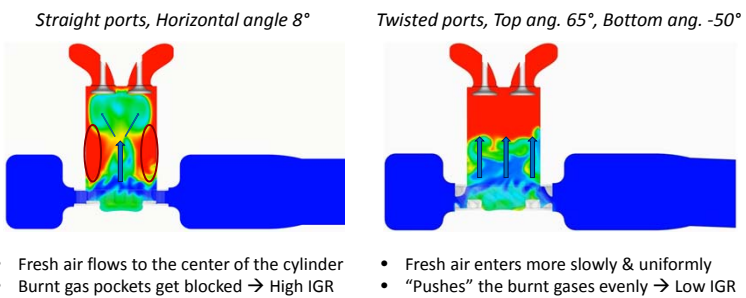 Straight ports, Horizontal angle 8°
Twisted ports, Top ang. 65°, Bottom ang. -50°
Fresh air flows to the center of the cylinder
Burnt gas pockets get blocked → High IGR
• Fresh air enters more slowly & uniformly
• “Pushes” the burnt gases evenly → Low IGR